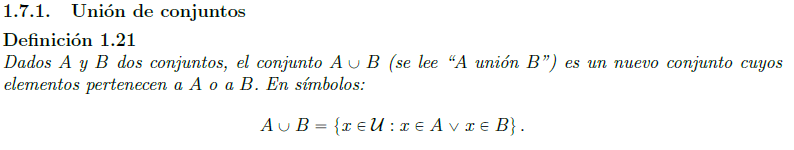 1.7.1. Unión de conjuntos
Definición 1.21
Dados A y B dos conjuntos, el conjunto A ∪ B (se lee “A unión B”) es un nuevo conjunto cuyos
elementos pertenecen a A o a B. En símbolos:
A ∪ B = {x ∈ 𝒰 : x ∈ A ∨ x ∈ B} .